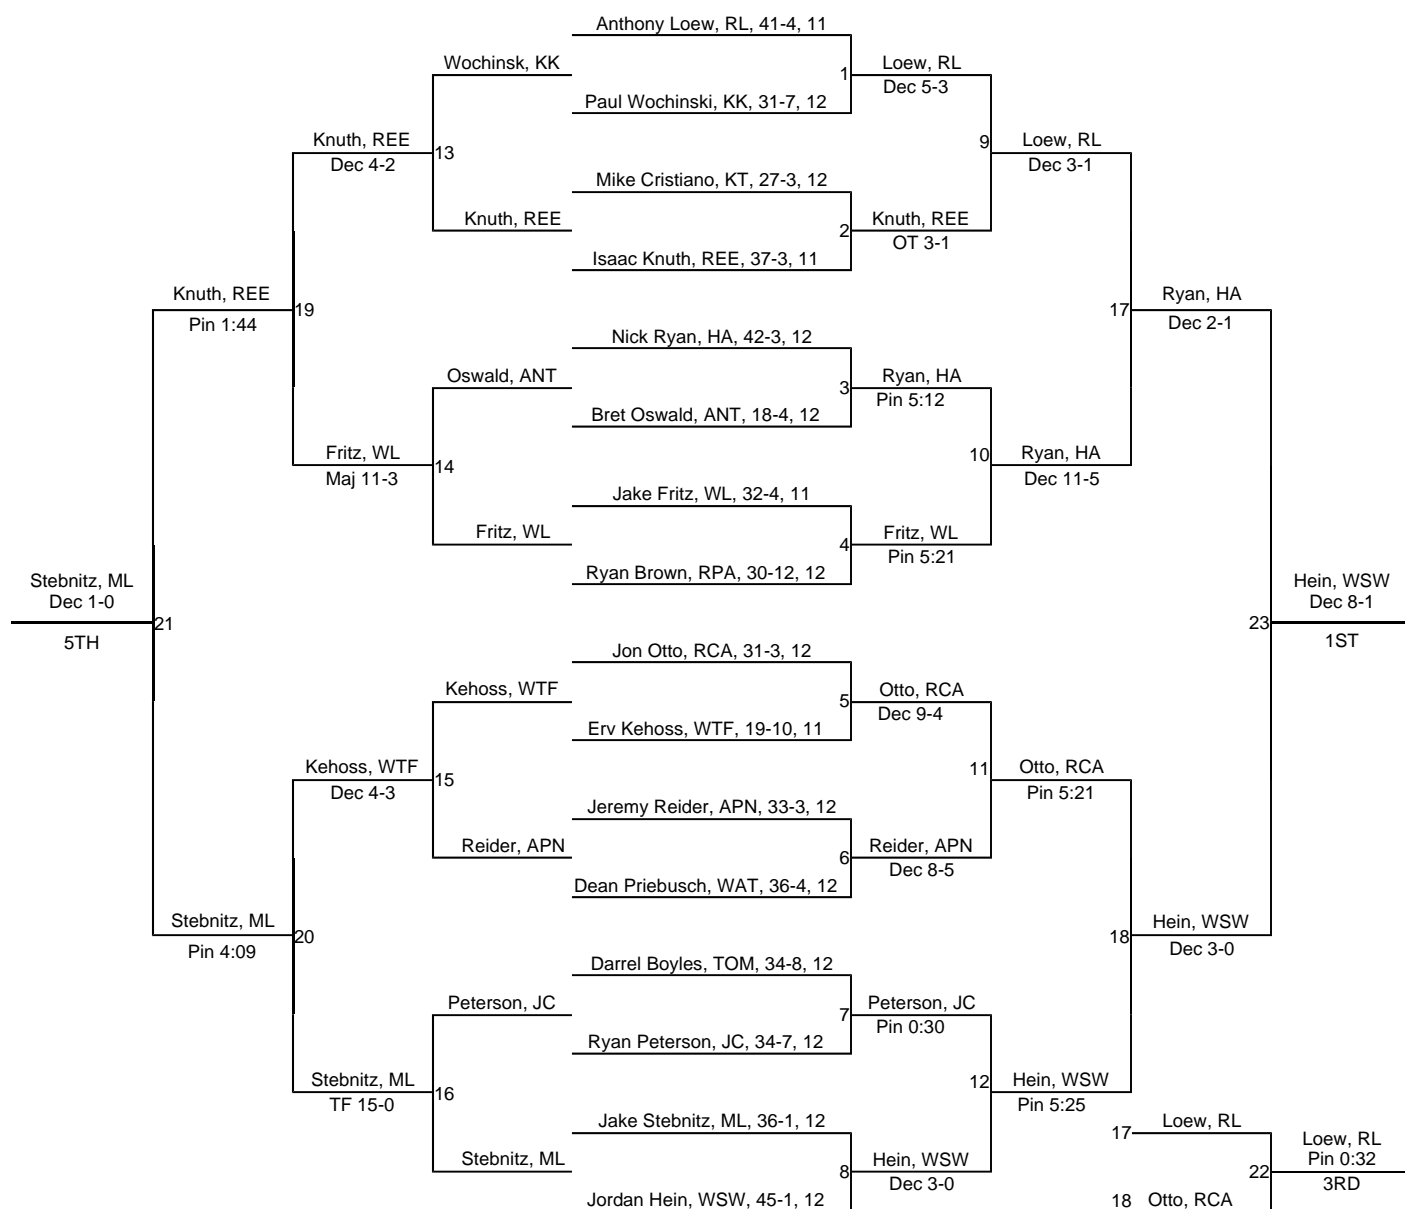 Anthony Loew, RL, 41-4, 11
Wochinsk, KK
1
Loew, RL
Dec 5-3
Paul Wochinski, KK, 31-7, 12
Knuth, REE
Dec 4-2
13
9
Loew, RL
Dec 3-1
Mike Cristiano, KT, 27-3, 12
Knuth, REE
2
Knuth, REE
OT 3-1
Isaac Knuth, REE, 37-3, 11
Knuth, REE
Pin 1:44
19
17
Ryan, HA
Dec 2-1
Nick Ryan, HA, 42-3, 12
Oswald, ANT
3
Ryan, HA
Pin 5:12
Bret Oswald, ANT, 18-4, 12
Fritz, WL
Maj 11-3
14
10
Ryan, HA
Dec 11-5
Jake Fritz, WL, 32-4, 11
Fritz, WL
4
Fritz, WL
Pin 5:21
Ryan Brown, RPA, 30-12, 12
Stebnitz, ML
Dec 1-0
5TH
21
23
Hein, WSW
Dec 8-1
1ST
Jon Otto, RCA, 31-3, 12
Kehoss, WTF
5
Otto, RCA
Dec 9-4
Erv Kehoss, WTF, 19-10, 11
Kehoss, WTF
Dec 4-3
15
11
Otto, RCA
Pin 5:21
Jeremy Reider, APN, 33-3, 12
Reider, APN
6
Reider, APN
Dec 8-5
Dean Priebusch, WAT, 36-4, 12
Stebnitz, ML
Pin 4:09
20
18
Hein, WSW
Dec 3-0
Darrel Boyles, TOM, 34-8, 12
Peterson, JC
7
Peterson, JC
Pin 0:30
Ryan Peterson, JC, 34-7, 12
Stebnitz, ML
TF 15-0
16
12
Hein, WSW
Pin 5:25
Jake Stebnitz, ML, 36-1, 12
Stebnitz, ML
8
Hein, WSW
Dec 3-0
Jordan Hein, WSW, 45-1, 12
17
Loew, RL
22
Loew, RL
Pin 0:32
3RD
18
Otto, RCA